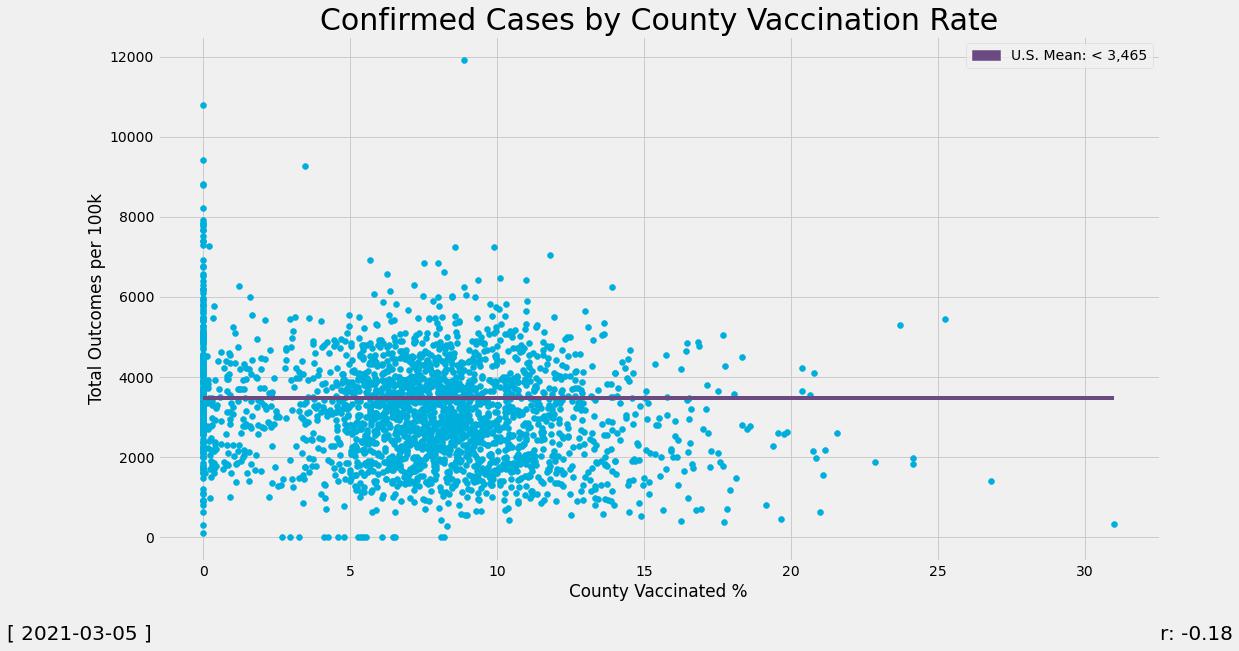 Confirmed Cases by County Vaccination Rate
U.S. Mean: < 3,465
12000
10000
8000
6000
4000
2000
0
Total Outcomes per 100k
0 5 10 15 20 25 30
County Vaccinated %
[ 2021-03-05 ]
r: -0.18